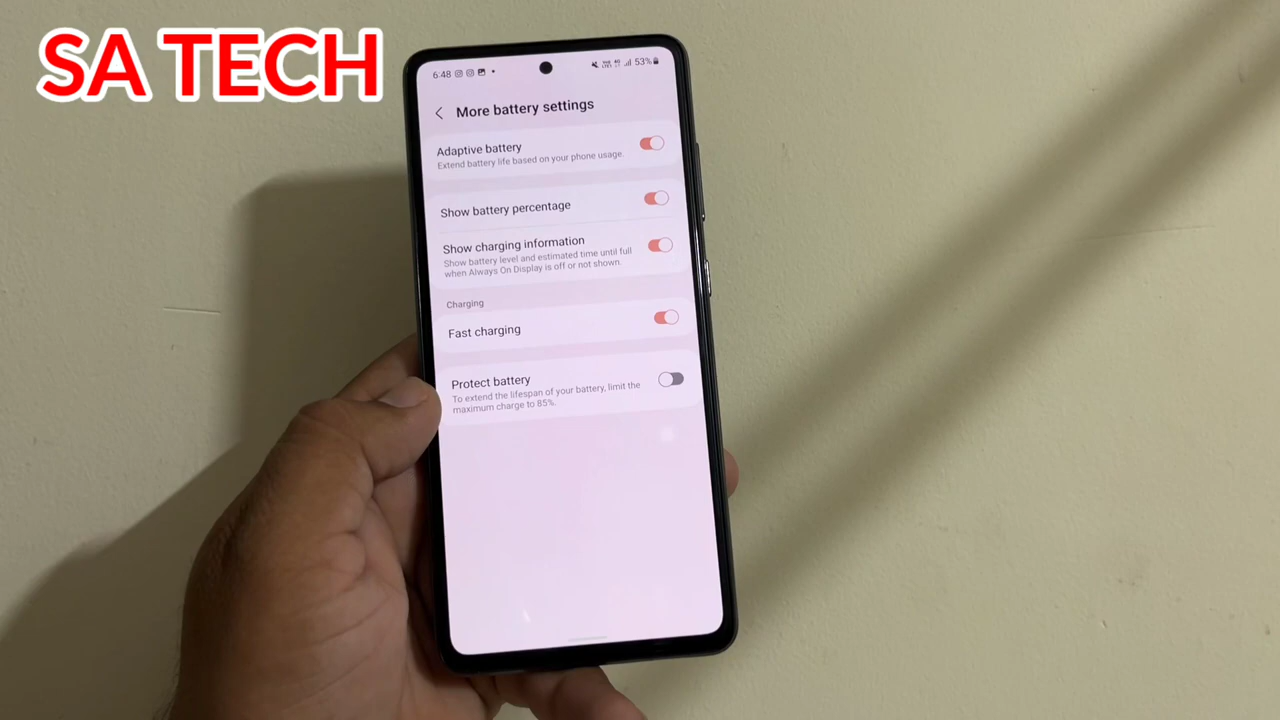 SA TECH
6:48 53%
More battery settings
Adaptive battery
Extend battery life based on your phone usage.
Show battery percentage
Show charging information
Show battery level and estimated time until full
when Always On Display is off or not shown.
Charging
Fast charging
Protect battery
To extend the lifespan of your battery, limit the
maximum charge to 85%.